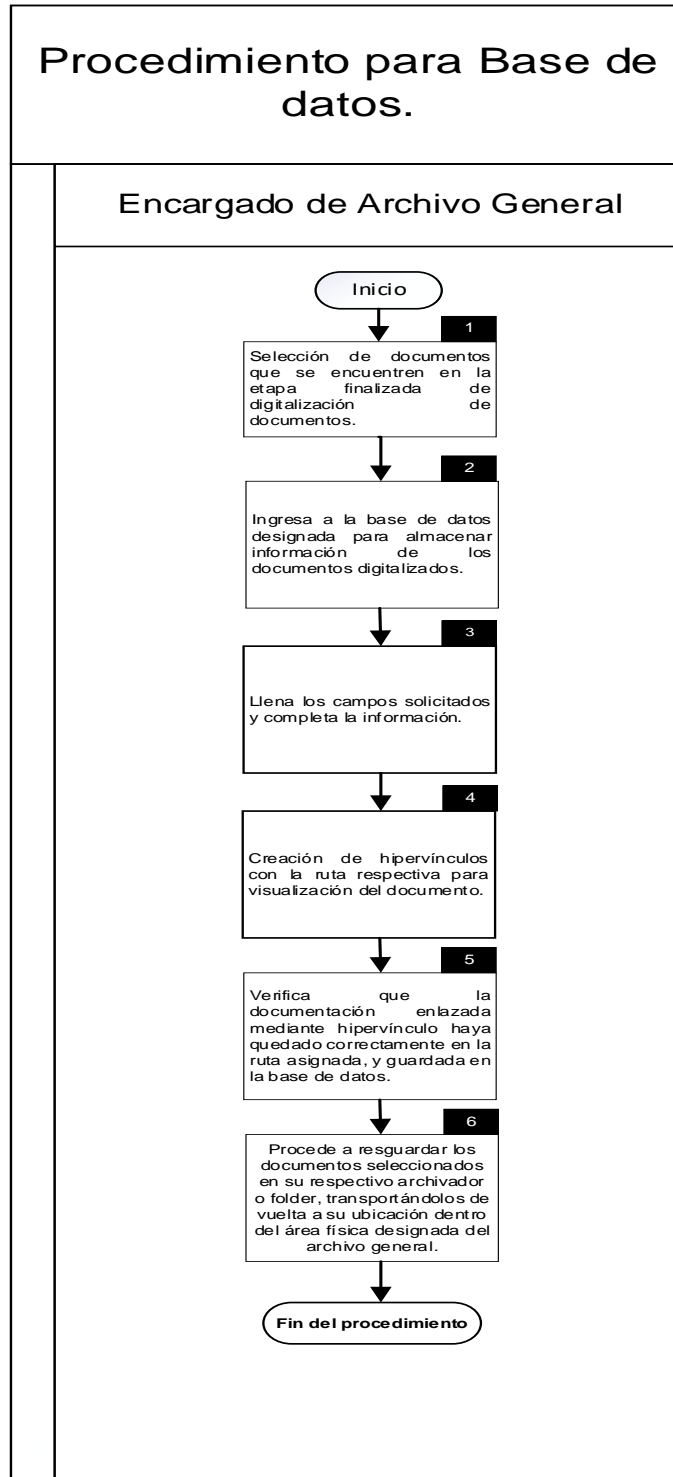 Procedimiento para Base de
datos.
Encargado de Archivo General
Inicio
1
Selección de documentos
que se encuentren en la
etapa finalizada de
digitalización de
documentos.
2
Ingresa a la base de datos
designada para almacenar
información de los
documentos digitalizados.
3
Llena los campos solicitados
y completa la información.
4
Creación de hipervínculos
con la ruta respectiva para
visualización del documento.
5
Verifica que la
documentación enlazada
mediante hipervínculo haya
quedado correctamente en la
ruta asignada, y guardada en
la base de datos.
6
Procede a resguardar los
documentos seleccionados
en su respectivo archivador
o folder, transportándolos de
vuelta a su ubicación dentro
del área física designada del
archivo general.
Fin del procedimiento